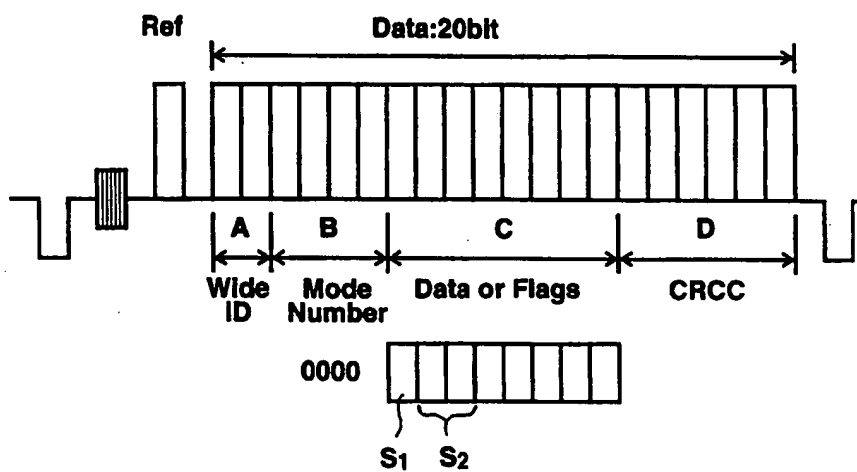 Ref
Data:20bit
A
B
C
D
Wide
ID
Mode
Number
Data or Flags
CRCC
0000
S1
S2